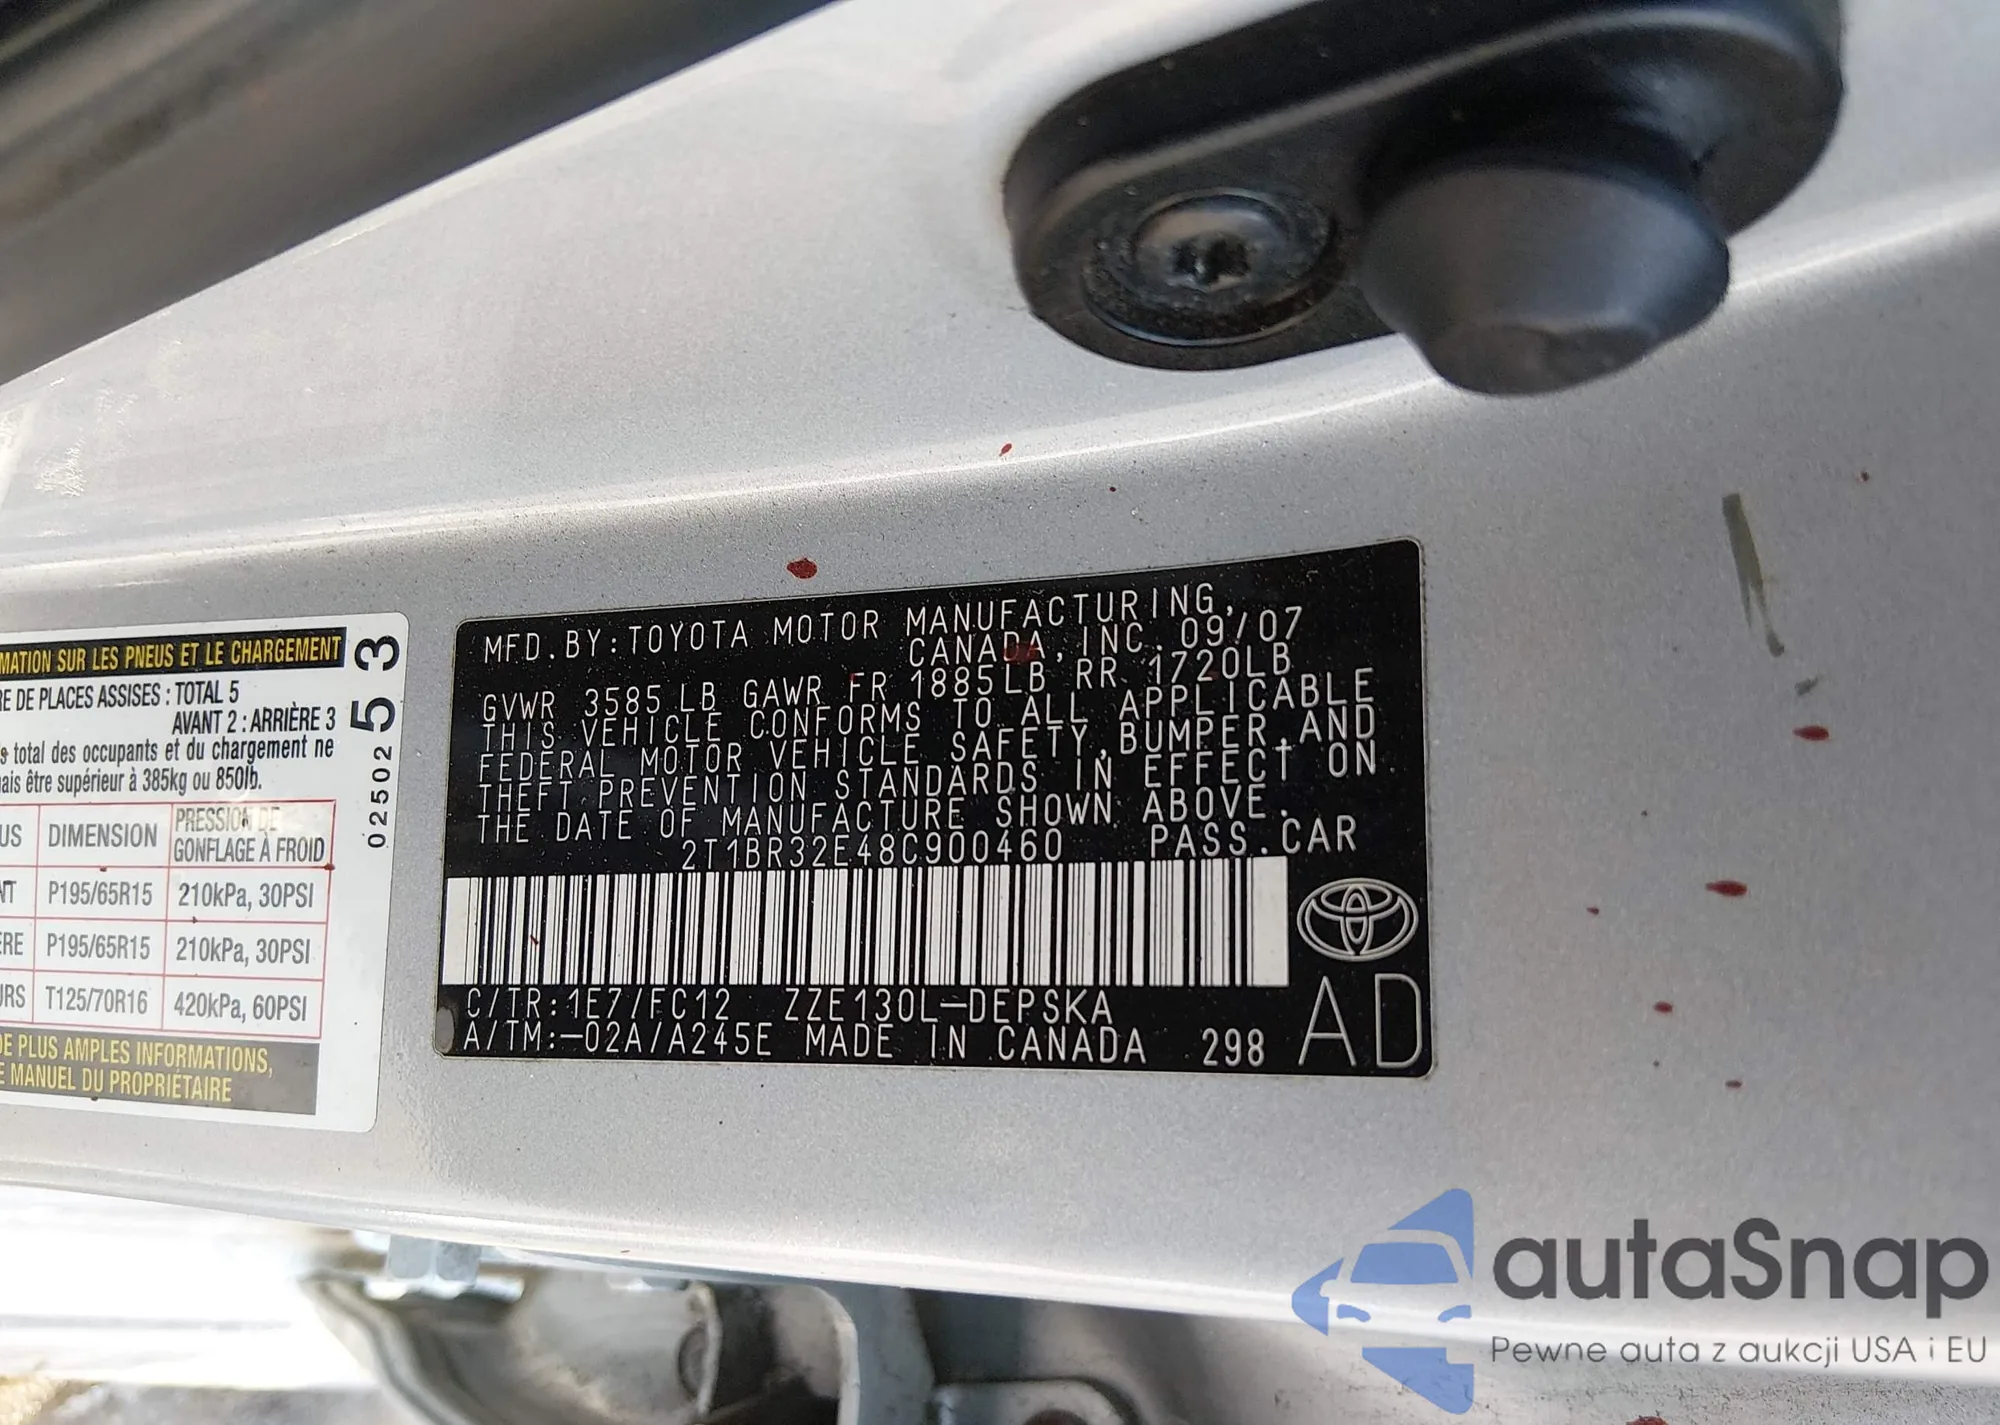 MATION SUR LES PNEUS ET LE CHARGEMENT
RE DE PLACES ASSISES : TOTAL 5
AVANT 2 : ARRIÈRE 3
s total des occupants et du chargement ne
nais être supérieur à 385kg ou 850lb.
US DIMENSION PRESSION DE GONFLAGE À FROID
NT P195/65R15 210kPa, 30PSI
ERE P195/65R15 210kPa, 30PSI
URS T125/70R16 420kPa, 60PSI
DE PLUS AMPLES INFORMATIONS,
E MANUEL DU PROPRIÉTAIRE
02502 53
MFD.BY:TOYOTA MOTOR MANUFACTURING,
CANADA, INC. 09/07
GVWR 3585LB GAWR FR 1885LB RR 1720LB
THIS VEHICLE CONFORMS TO ALL APPLICABLE
FEDERAL MOTOR VEHICLE SAFETY,BUMPER,AND
THEFT PREVENTION STANDARDS IN EFFECT ON
THE DATE OF MANUFACTURE SHOWN ABOVE.
2T1BR32E48C900460 PASS.CAR
C/TR:1E7/FC12 ZZE130L-DEPSKA
A/TM:-02A/A245E MADE IN CANADA 298
AD
autaSnap
Pewne auta z aukcji USA i EU